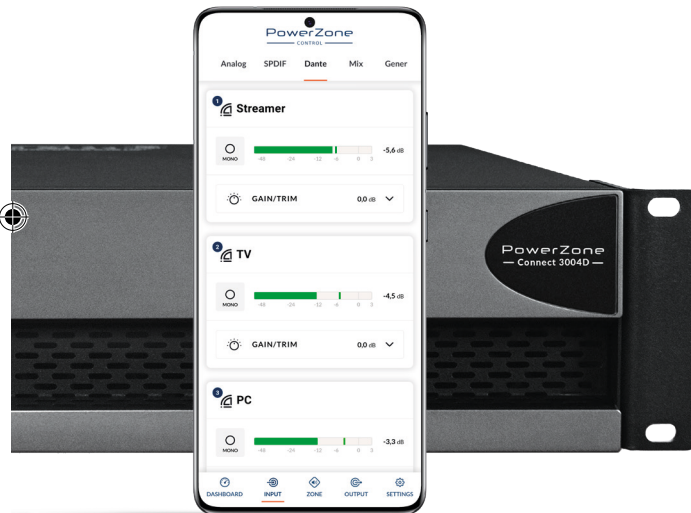 PowerZone
CONTROL
Analog SPDIF Dante Mix Gener
1 Streamer
MONO -48 -24 -12 -6 0 3 -5,6 dB
GAIN/TRIM 0,0 dB
2 TV
MONO -48 -24 -12 -6 0 3 -4,5 dB
GAIN/TRIM 0,0 dB
3 PC
MONO -48 -24 -12 -6 0 3 -3,3 dB
DASHBOARD INPUT ZONE OUTPUT SETTINGS
PowerZone
Connect 3004D